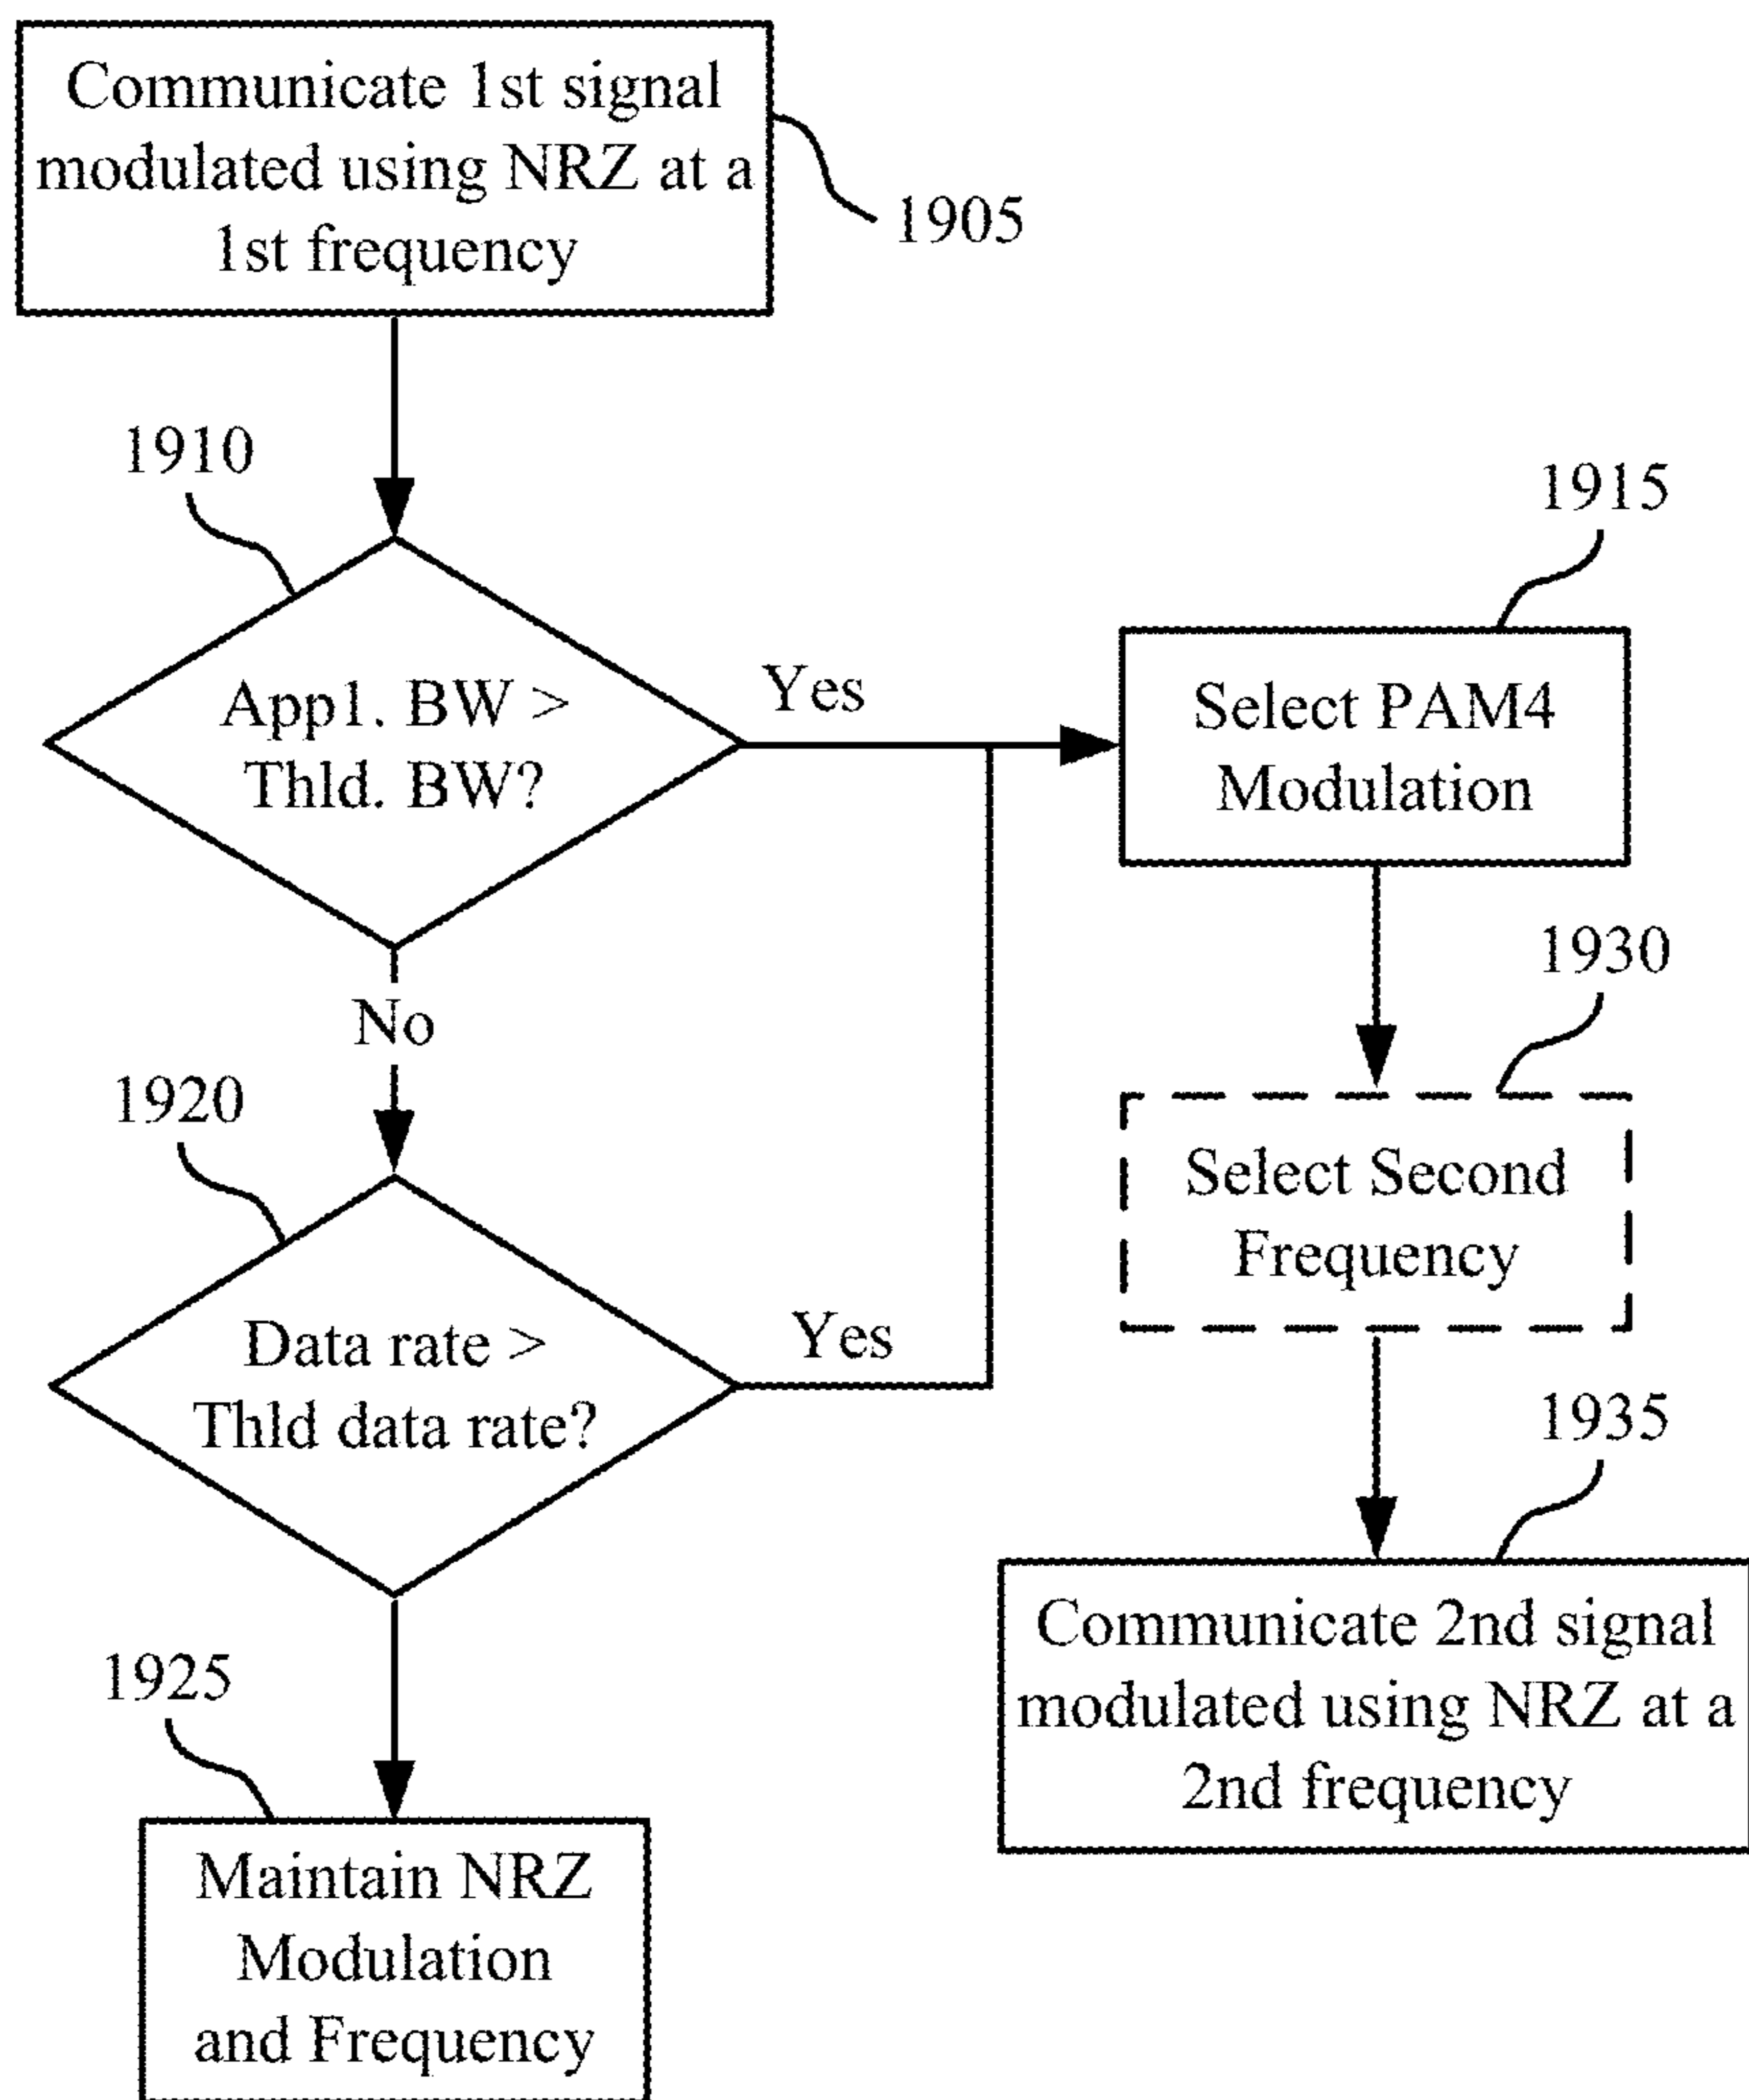 Communicate 1st signal
modulated using NRZ at a
1st frequency
1905
1910
App1. BW >
Thld. BW?
Yes
1915
Select PAM4
Modulation
No
1930
Select Second
Frequency
1920
Data rate >
Thld data rate?
Yes
1935
Communicate 2nd signal
modulated using NRZ at a
2nd frequency
1925
Maintain NRZ
Modulation
and Frequency